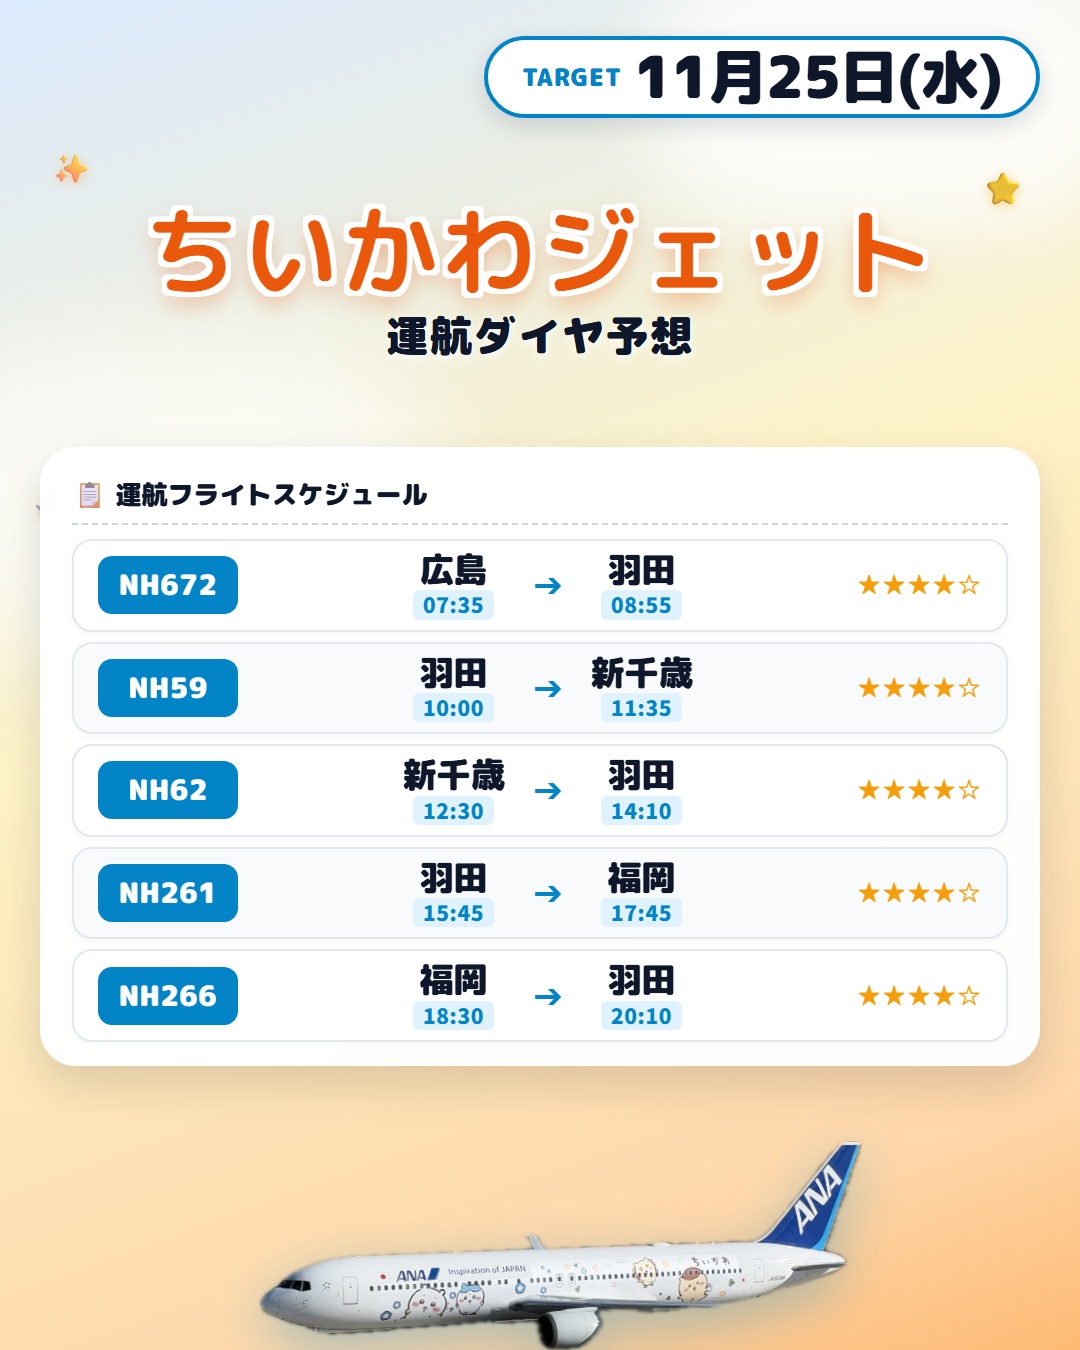 TARGET 11月25日(水)
ちいかわジェット
運航ダイヤ予想
運航フライトスケジュール
NH672 広島 07:35 → 羽田 08:55 ★★★★☆
NH59 羽田 10:00 → 新千歳 11:35 ★★★★☆
NH62 新千歳 12:30 → 羽田 14:10 ★★★★☆
NH261 羽田 15:45 → 福岡 17:45 ★★★★☆
NH266 福岡 18:30 → 羽田 20:10 ★★★★☆
ANA
ANA Inspiration of JAPAN
ちいかわ